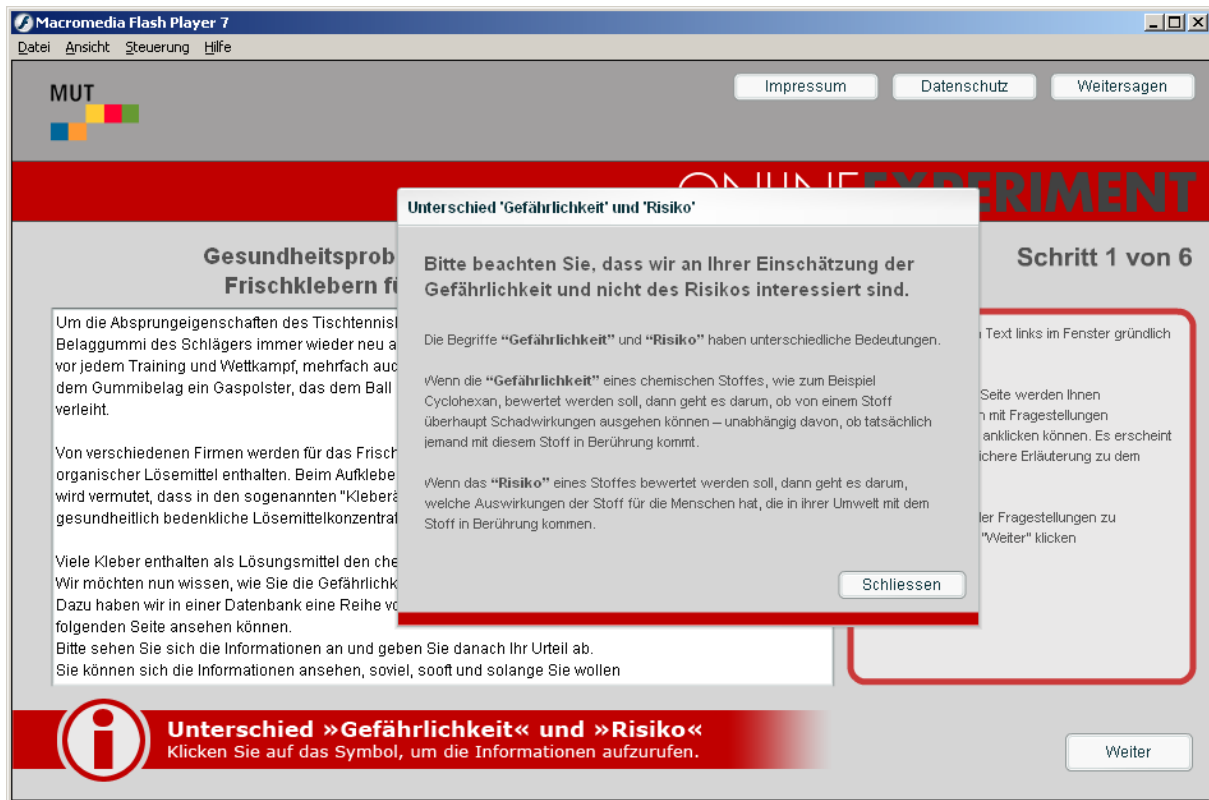 Macromedia Flash Player 7
Datei Ansicht Steuerung Hilfe
MUT
Impressum
Datenschutz
Weitersagen
EXPERIMENT
Gesundheitsprob
Frischklebern
Schritt 1 von 6
Um die Absprungeigenschaften des
Belaggummi des Schlägers immer wieder neu
vor jedem Training und Wettkampf, mehrfach
dem Gummibelag ein Gaspolster, das dem Ball
verleiht.
Von verschiedenen Firmen werden für das
organischer Lösemittel enthalten. Beim
wird vermutet, dass in den sogenannten
gesundheitlich bedenkliche
Viele Kleber enthalten als Lösungsmittel den
Wir möchten nun wissen, wie Sie die
Dazu haben wir in einer Datenbank eine Reihe
folgenden Seite ansehen können.
Bitte sehen Sie sich die Informationen an und geben Sie danach Ihr Urteil ab.
Sie können sich die Informationen ansehen, soviel, sooft und solange Sie wollen
Unterschied 'Gefährlichkeit' und 'Risiko'
Bitte beachten Sie, dass wir an Ihrer Einschätzung der
Gefährlichkeit und nicht des Risikos interessiert sind.
Die Begriffe “Gefährlichkeit” und “Risiko” haben unterschiedliche Bedeutungen.
Wenn die “Gefährlichkeit” eines chemischen Stoffes, wie zum Beispiel
Cyclohexan, bewertet werden soll, dann geht es darum, ob von einem Stoff
überhaupt Schadwirkungen ausgehen können – unabhängig davon, ob tatsächlich
jemand mit diesem Stoff in Berührung kommt.
Wenn das “Risiko” eines Stoffes bewertet werden soll, dann geht es darum,
welche Auswirkungen der Stoff für die Menschen hat, die in ihrer Umwelt mit dem
Stoff in Berührung kommen.
Schliessen
Text links im Fenster gründlich
Seite werden Ihnen
mit Fragestellungen
anklicken können. Es erscheint
Erläuterung zu dem
Fragestellungen zu
"Weiter" klicken
Unterschied »Gefährlichkeit« und »Risiko«
Klicken Sie auf das Symbol, um die Informationen aufzurufen.
Weiter